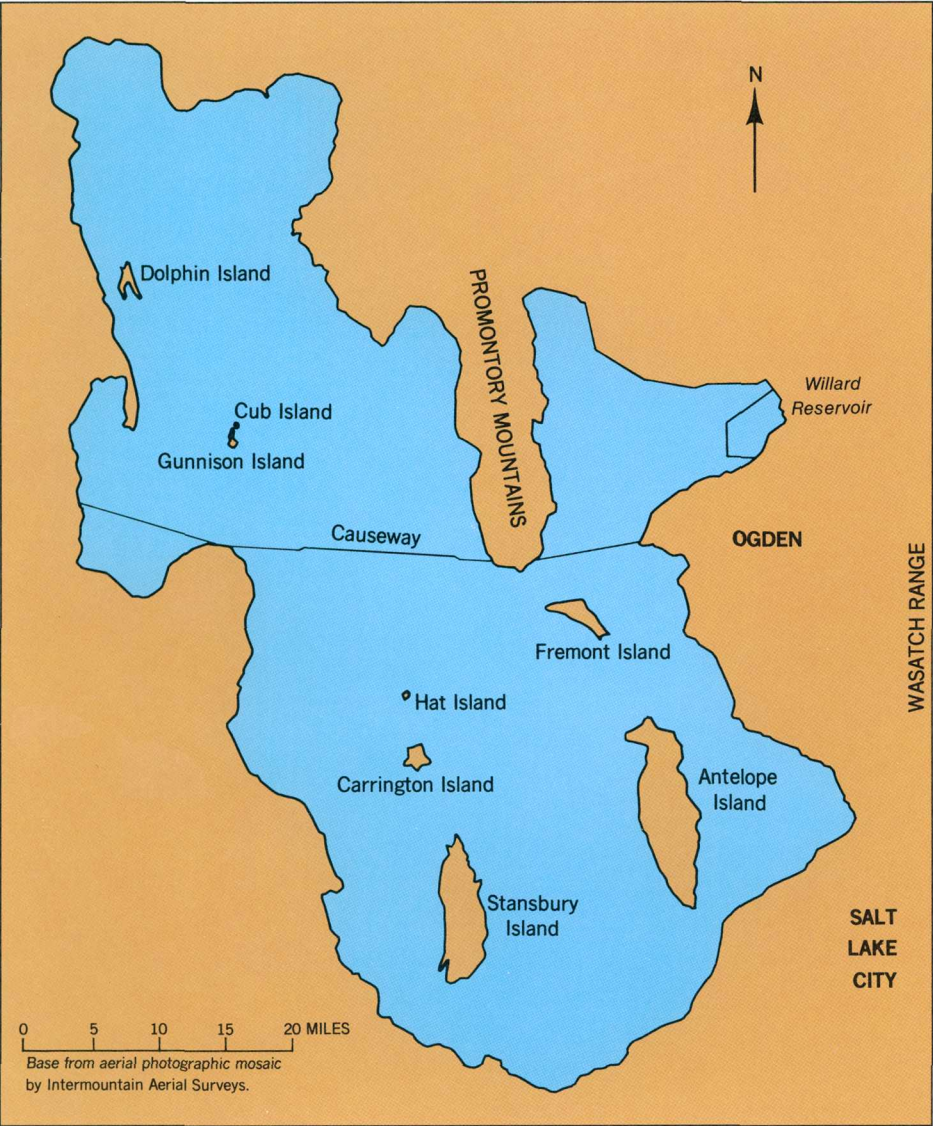 N
Dolphin Island
PROMONTORY MOUNTAINS
Willard
Reservoir
Cub Island
Gunnison Island
Causeway
OGDEN
WASATCH RANGE
Fremont Island
Hat Island
Carrington Island
Antelope
Island
Stansbury
Island
SALT
LAKE
CITY
0 5 10 15 20 MILES
Base from aerial photographic mosaic
by Intermountain Aerial Surveys.